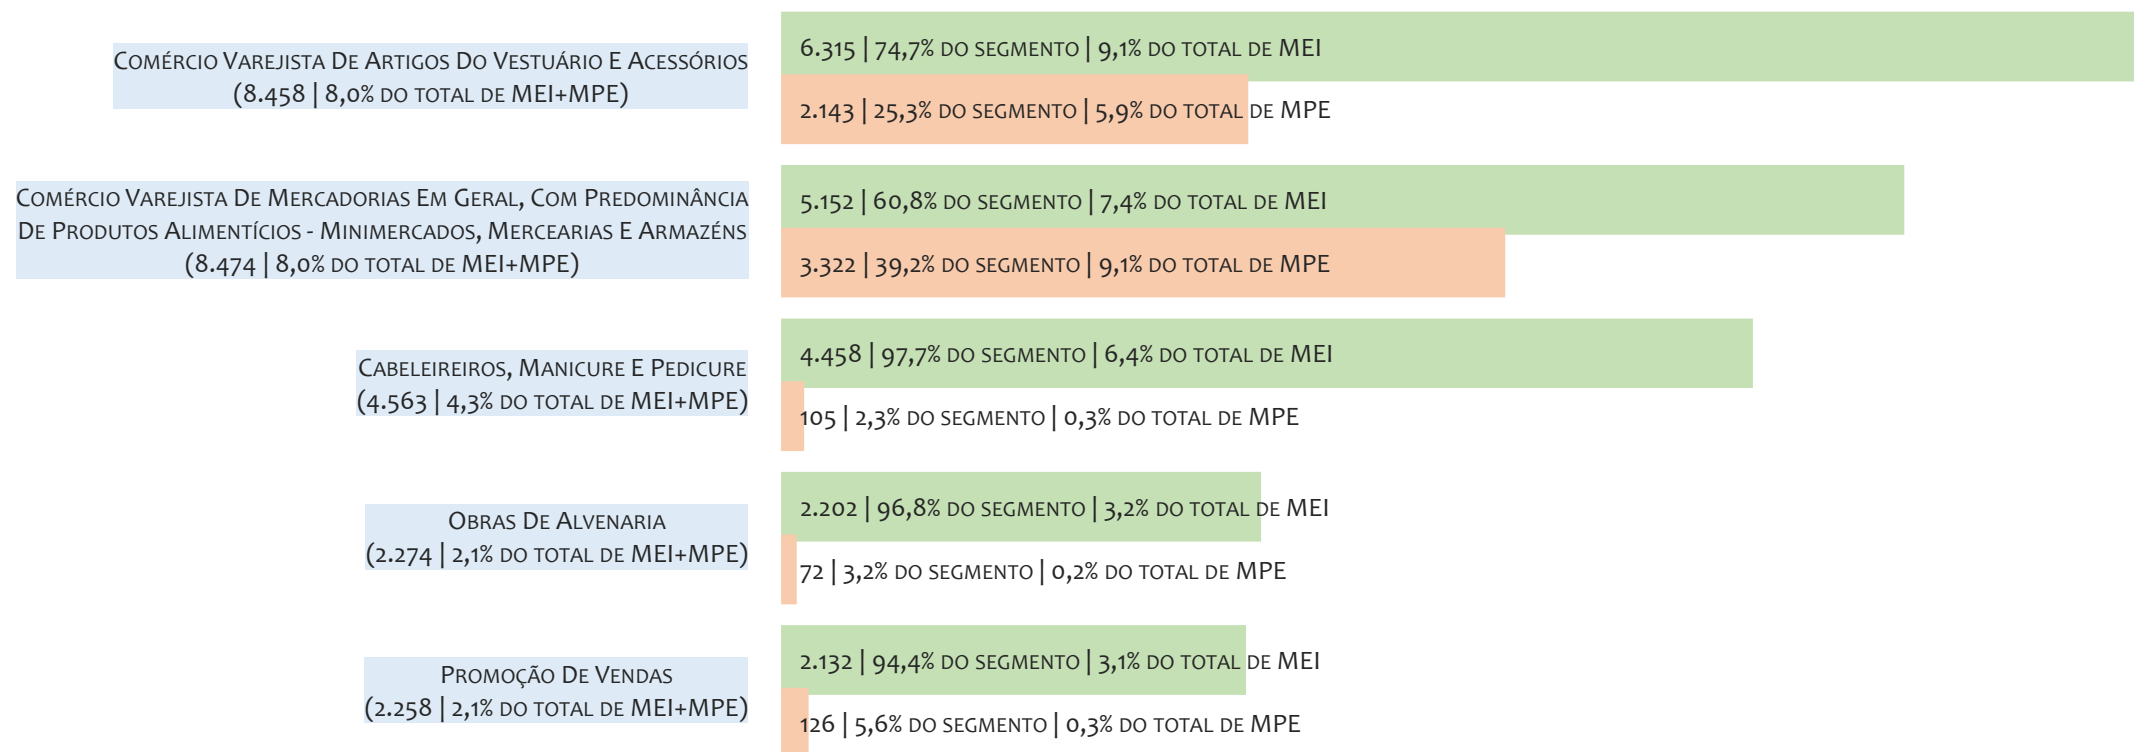 Comércio Varejista De Artigos Do Vestuário E Acessórios
(8.458 | 8,0% do total de MEI+MPE)
6.315 | 74,7% do segmento | 9,1% do total de MEI
2.143 | 25,3% do segmento | 5,9% do total de MPE
Comércio Varejista De Mercadorias Em Geral, Com Predominância
De Produtos Alimentícios - Minimercados, Mercearias E Armazéns
(8.474 | 8,0% do total de MEI+MPE)
5.152 | 60,8% do segmento | 7,4% do total de MEI
3.322 | 39,2% do segmento | 9,1% do total de MPE
Cabeleireiros, Manicure E Pedicure
(4.563 | 4,3% do total de MEI+MPE)
4.458 | 97,7% do segmento | 6,4% do total de MEI
105 | 2,3% do segmento | 0,3% do total de MPE
Obras De Alvenaria
(2.274 | 2,1% do total de MEI+MPE)
2.202 | 96,8% do segmento | 3,2% do total de MEI
72 | 3,2% do segmento | 0,2% do total de MPE
Promoção De Vendas
(2.258 | 2,1% do total de MEI+MPE)
2.132 | 94,4% do segmento | 3,1% do total de MEI
126 | 5,6% do segmento | 0,3% do total de MPE